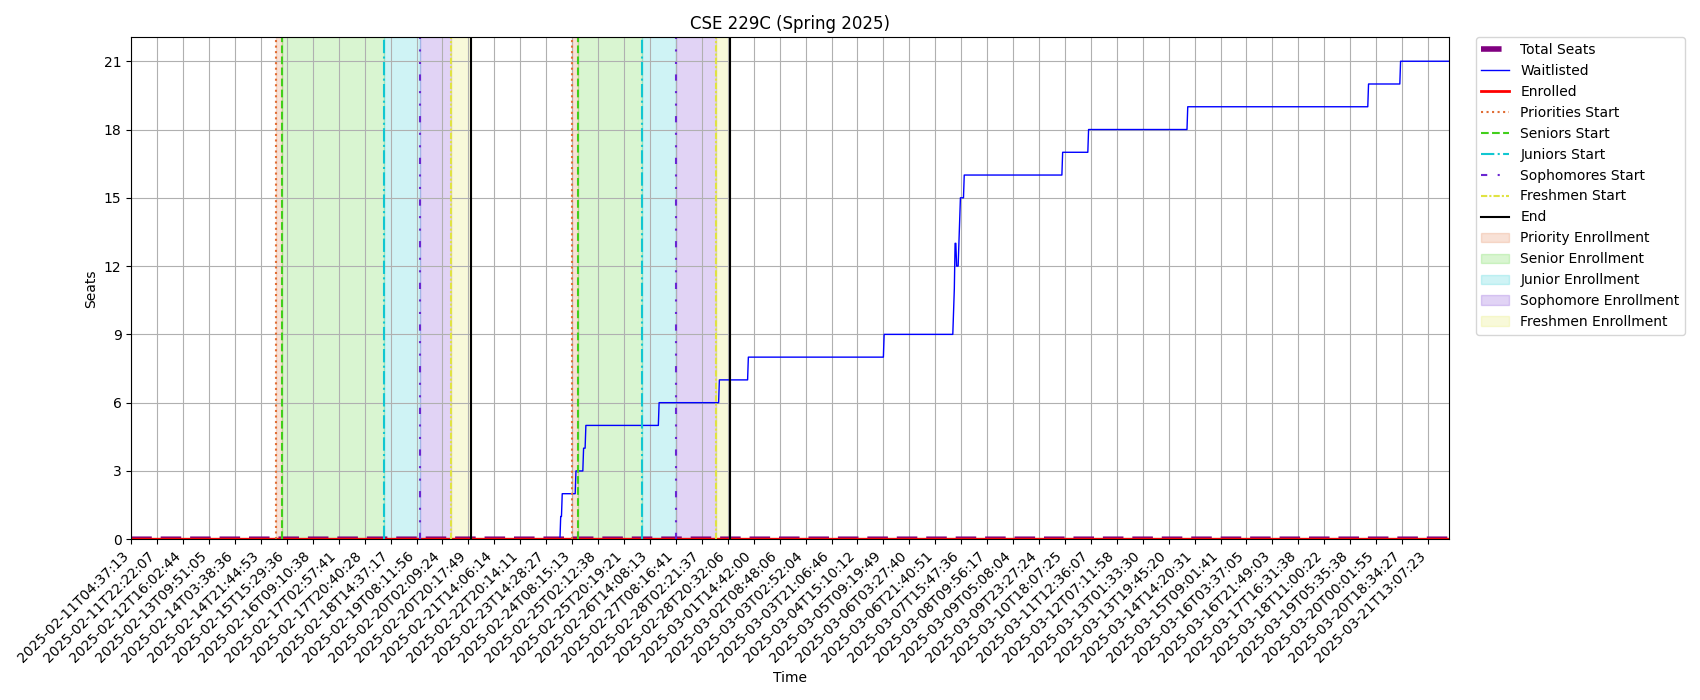 CSE 229C (Spring 2025)
Seats
21
18
15
12
9
6
3
0
2025-02-11T04:37:13
2025-02-11T22:22:07
2025-02-12T16:02:44
2025-02-13T09:51:05
2025-02-14T03:38:36
2025-02-14T21:44:53
2025-02-15T15:29:36
2025-02-16T09:10:38
2025-02-17T02:57:41
2025-02-17T20:40:28
2025-02-18T14:37:17
2025-02-19T08:11:56
2025-02-20T02:09:24
2025-02-20T20:17:49
2025-02-21T14:06:14
2025-02-22T20:14:11
2025-02-23T14:28:27
2025-02-24T08:15:13
2025-02-25T02:12:38
2025-02-25T20:19:21
2025-02-26T14:08:13
2025-02-27T08:16:41
2025-02-28T02:21:37
2025-02-28T20:32:06
2025-03-01T14:42:00
2025-03-02T08:48:06
2025-03-03T02:52:04
2025-03-03T21:06:46
2025-03-04T15:10:12
2025-03-05T09:19:49
2025-03-06T03:27:40
2025-03-06T21:40:51
2025-03-07T15:47:36
2025-03-08T09:56:17
2025-03-09T05:08:04
2025-03-09T23:27:24
2025-03-10T18:07:25
2025-03-11T12:36:07
2025-03-12T07:11:58
2025-03-13T01:33:30
2025-03-13T19:45:20
2025-03-14T14:20:31
2025-03-15T09:01:41
2025-03-16T03:37:05
2025-03-16T21:49:03
2025-03-17T16:31:38
2025-03-18T11:00:22
2025-03-19T05:35:38
2025-03-20T00:01:55
2025-03-20T18:34:27
2025-03-21T13:07:23
Time
Total Seats
Waitlisted
Enrolled
Priorities Start
Seniors Start
Juniors Start
Sophomores Start
Freshmen Start
End
Priority Enrollment
Senior Enrollment
Junior Enrollment
Sophomore Enrollment
Freshmen Enrollment